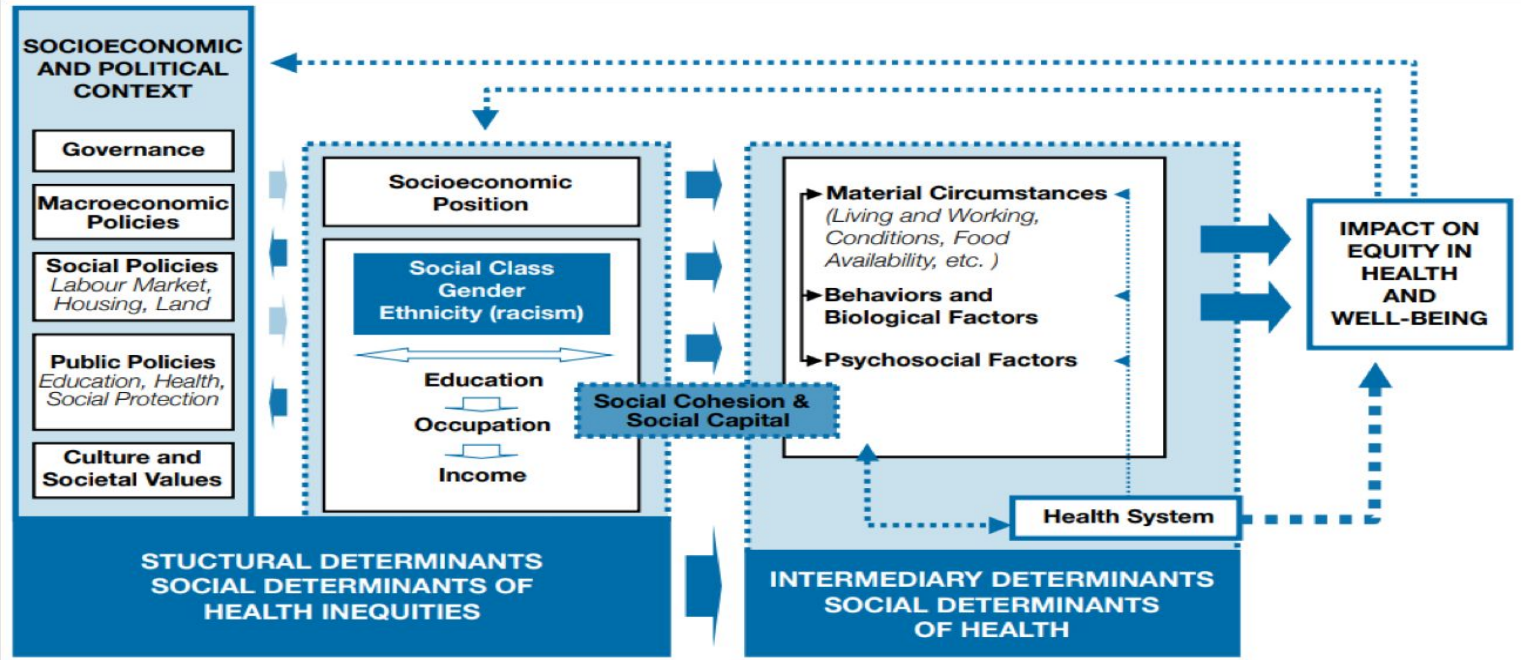 SOCIOECONOMIC
AND POLITICAL
CONTEXT
Governance
Macroeconomic
Policies
Social Policies
Labour Market,
Housing, Land
Public Policies
Education, Health,
Social Protection
Culture and
Societal Values
Socioeconomic
Position
Social Class
Gender
Ethnicity (racism)
Education
Occupation
Income
Social Cohesion &
Social Capital
Material Circumstances
(Living and Working,
Conditions, Food
Availability, etc. )
Behaviors and
Biological Factors
Psychosocial Factors
Health System
IMPACT ON
EQUITY IN
HEALTH
AND
WELL-BEING
STUCTURAL DETERMINANTS
SOCIAL DETERMINANTS OF
HEALTH INEQUITIES
INTERMEDIARY DETERMINANTS
SOCIAL DETERMINANTS
OF HEALTH